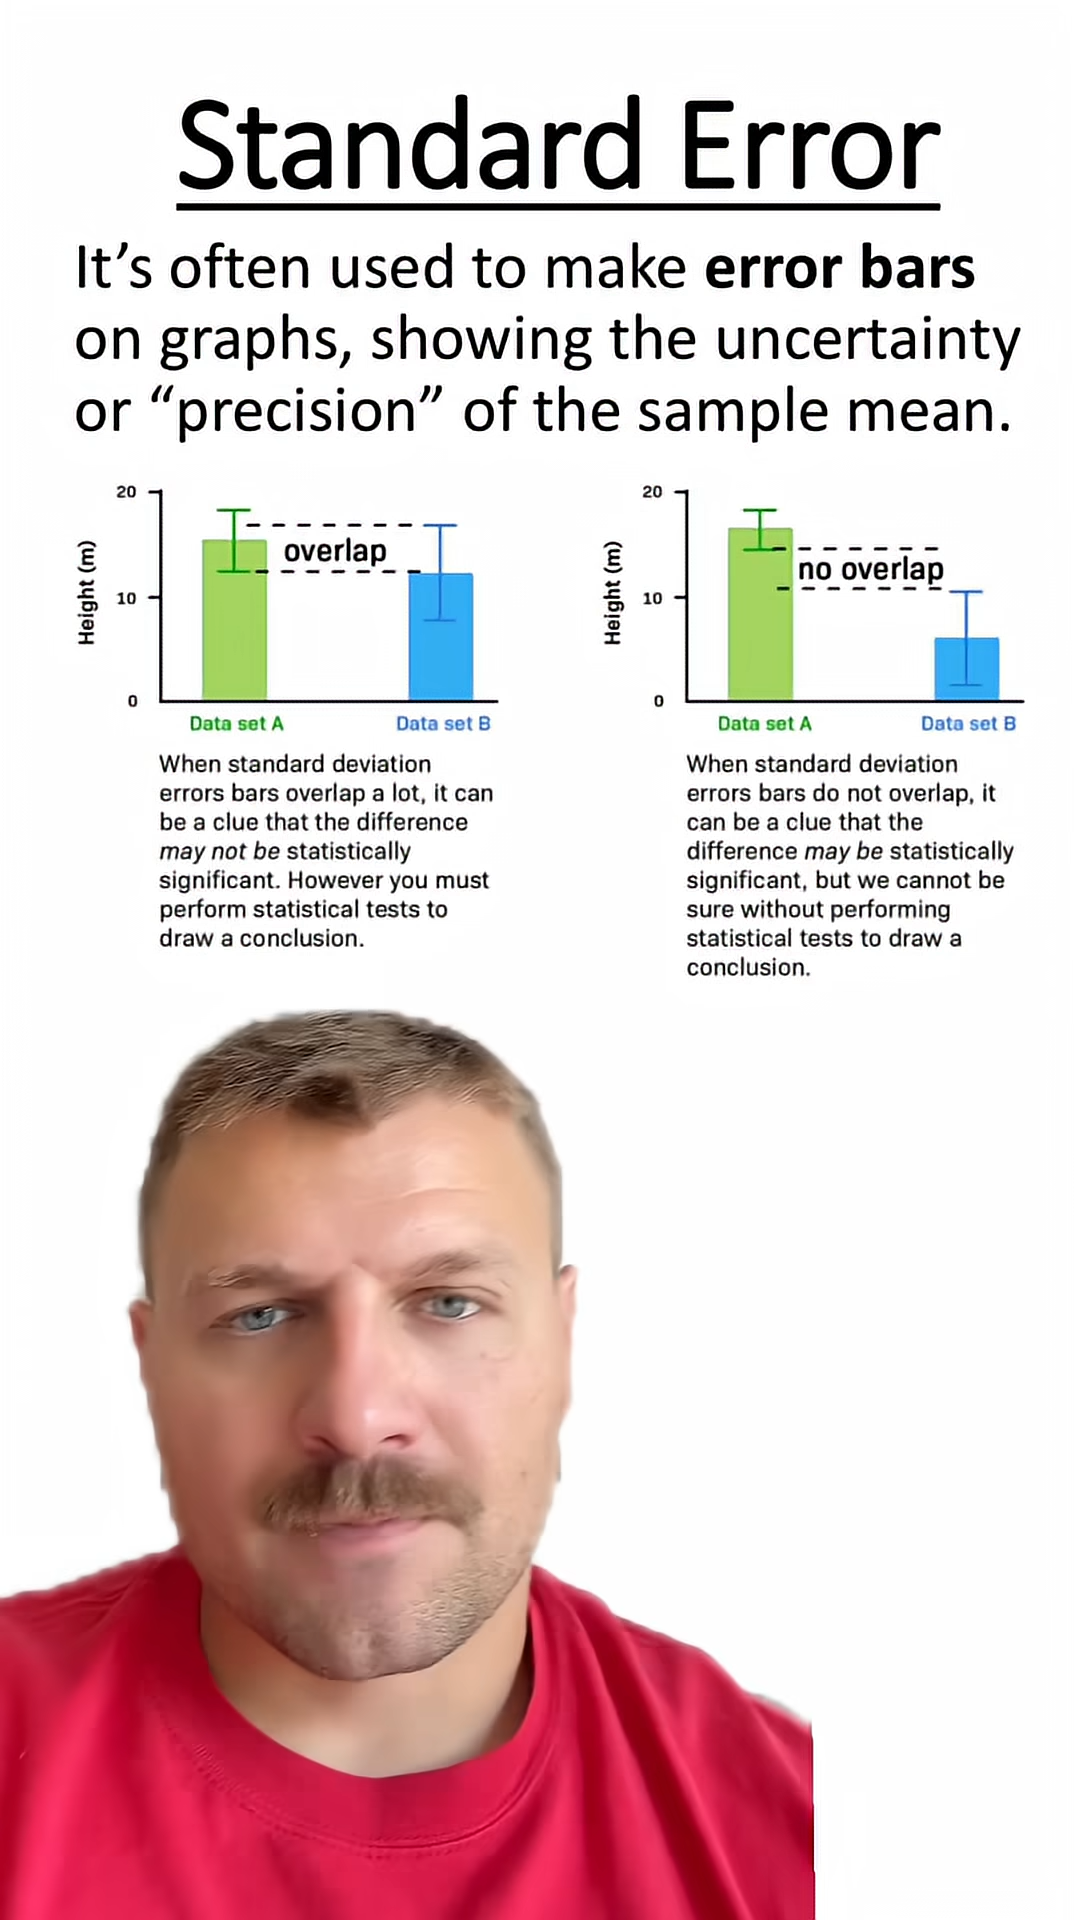 Standard Error
It’s often used to make error bars
on graphs, showing the uncertainty
or “precision” of the sample mean.
20
10
0
Height (m)
overlap
Data set A
Data set B
When standard deviation
errors bars overlap a lot, it can
be a clue that the difference
may not be statistically
significant. However you must
perform statistical tests to
draw a conclusion.
20
10
0
Height (m)
no overlap
Data set A
Data set B
When standard deviation
errors bars do not overlap, it
can be a clue that the
difference may be statistically
significant, but we cannot be
sure without performing
statistical tests to draw a
conclusion.